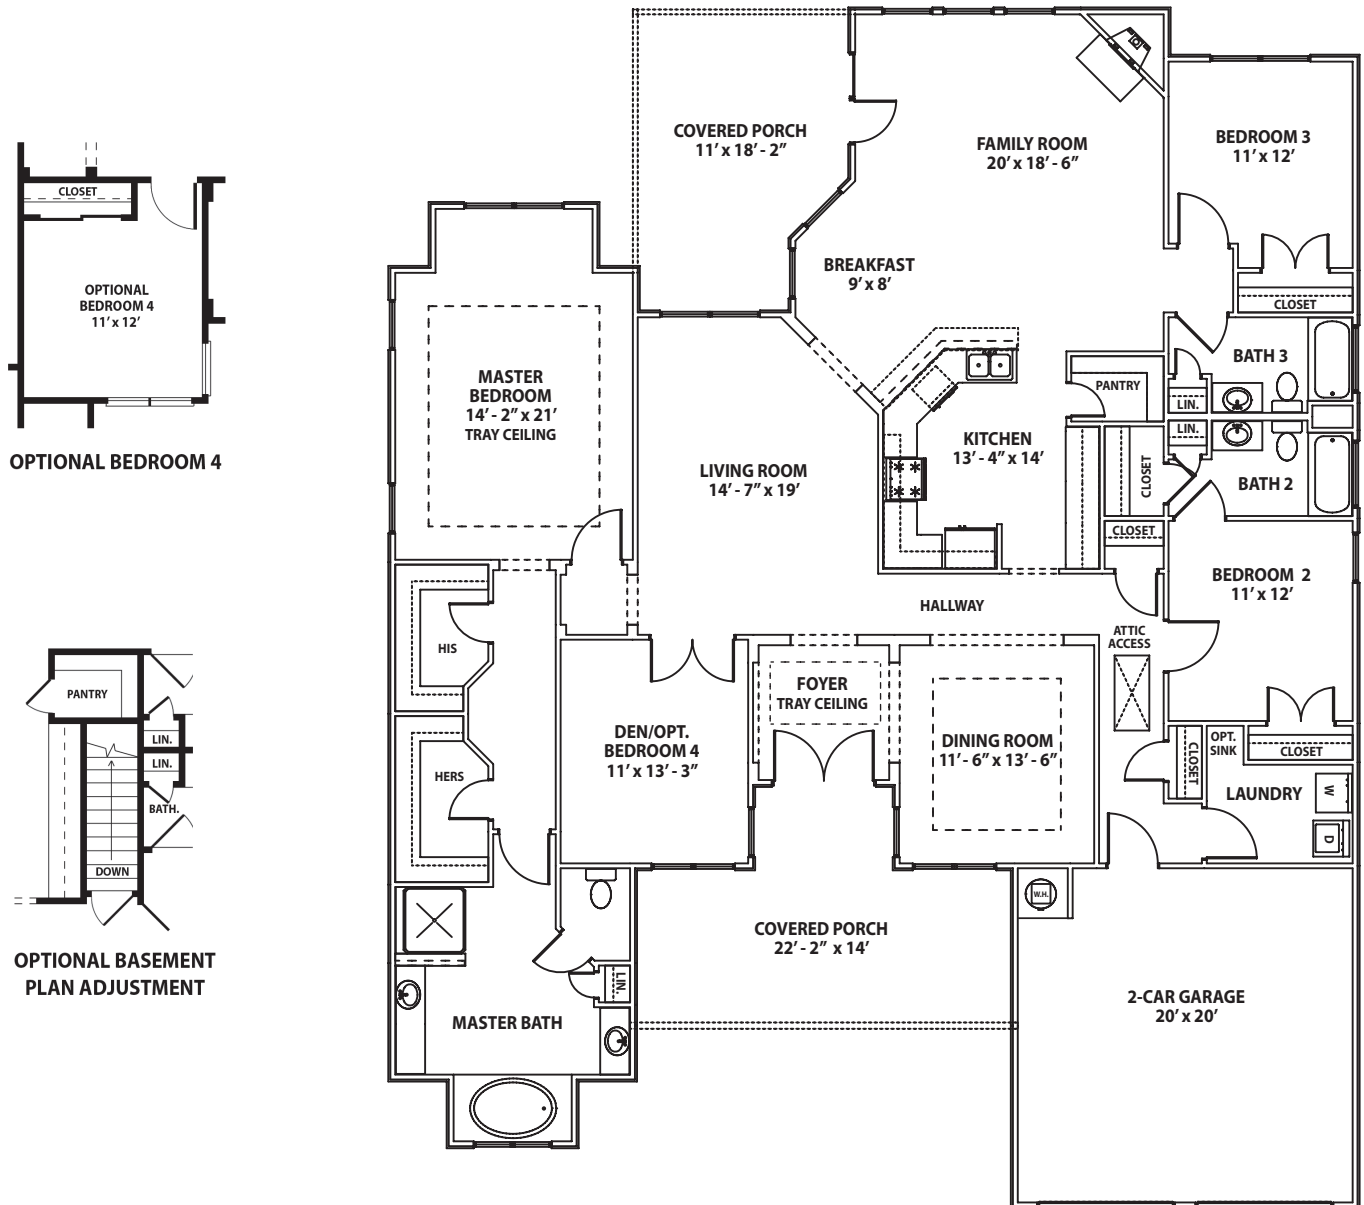 CLOSET
OPTIONAL
BEDROOM 4
11' x 12'
OPTIONAL BEDROOM 4
PANTRY
LIN.
LIN.
BATH.
DOWN
OPTIONAL BASEMENT
PLAN ADJUSTMENT
COVERED PORCH
11' x 18' - 2"
FAMILY ROOM
20' x 18' - 6"
BEDROOM 3
11' x 12'
BREAKFAST
9' x 8'
CLOSET
MASTER
BEDROOM
14' - 2" x 21'
TRAY CEILING
BATH 3
PANTRY
LIN.
LIN.
KITCHEN
13' - 4" x 14'
LIVING ROOM
14' - 7" x 19'
CLOSET
BATH 2
CLOSET
BEDROOM 2
11' x 12'
HALLWAY
HIS
ATTIC
ACCESS
FOYER
TRAY CEILING
DEN/OPT.
BEDROOM 4
11' x 13' - 3"
DINING ROOM
11' - 6" x 13' - 6"
OPT.
SINK
CLOSET
CLOSET
HERS
LAUNDRY
W
D
W.H.
COVERED PORCH
22' - 2" x 14'
LIN.
MASTER BATH
2-CAR GARAGE
20' x 20'